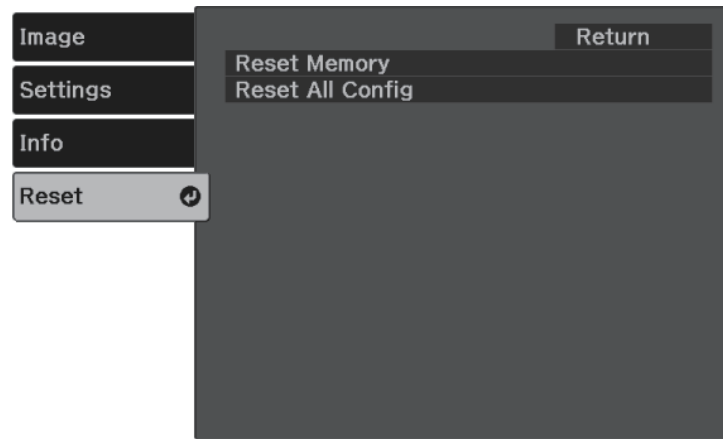 Image
Settings
Info
Reset
Return
Reset Memory
Reset All Config